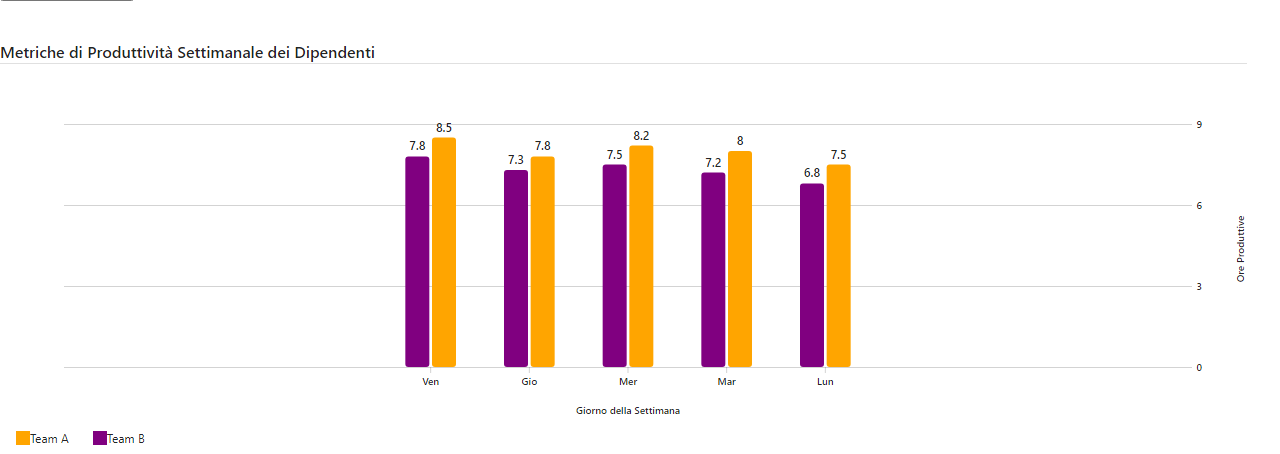 Metriche di Produttività Settimanale dei Dipendenti
7.8 8.5 7.3 7.8 7.5 8.2 7.2 8 6.8 7.5
9
6
3
0
Ore Produttive
Ven Gio Mer Mar Lun
Giorno della Settimana
Team A Team B